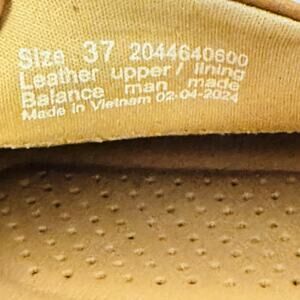 Size 37 2044640600
Leather upper / lining
Balance man made
Made in Vietnam 02-04-2024